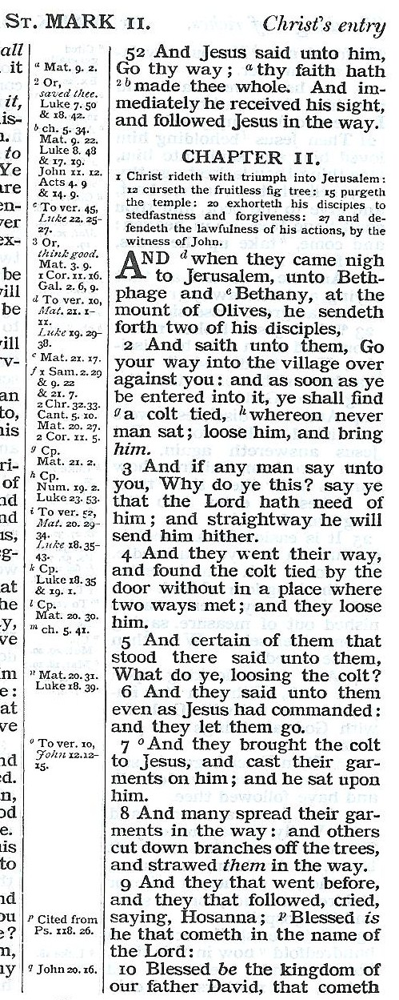 ST. MARK 11.
Christ's entry
a Mat. 9. 2.
2 Or,
saved thee.
Luke 7. 50
& 18. 42.
b ch. 5. 34.
Mat. 9. 22.
Luke 8. 48
& 17. 19.
John 11. 12.
Acts 4. 9
& 14. 9.
c To ver. 45,
Luke 22. 25-
27.
3 Or,
think good.
Mat. 3. 9.
1 Cor. 11. 16.
Gal. 2. 6, 9.
d To ver. 10,
Mat. 21. 1-
11.
Luke 19. 29-
38.
e Mat. 21. 17.
f 1 Sam. 2. 29
& 9. 22
& 21. 7.
2 Chr. 32. 33.
Cant. 5. 10.
Mat. 20. 27.
2 Cor. 11. 5.
g Cp.
Mat. 21. 2.
h Cp.
Num. 19. 2.
Luke 23. 53.
i To ver. 52,
Mat. 20. 29-
34.
Luke 18. 35-
43.
k Cp.
Luke 18. 35
& 19. 1.
l Cp.
Mat. 20. 30.
m ch. 5. 41.
n Mat. 20. 31.
Luke 18. 39.
o To ver. 10,
John 12. 12-
15.
p Cited from
Ps. 118. 26.
q John 20. 16.
52 And Jesus said unto him,
Go thy way; a thy faith hath
2 b made thee whole. And im-
mediately he received his sight,
and followed Jesus in the way.
CHAPTER 11.
1 Christ rideth with triumph into Jerusalem:
12 curseth the fruitless fig tree: 15 purgeth
the temple: 20 exhorteth his disciples to
stedfastness and forgiveness: 27 and de-
fendeth the lawfulness of his actions, by the
witness of John.
AND d when they came nigh
to Jerusalem, unto Beth-
phage and e Bethany, at the
mount of Olives, he sendeth
forth two of his disciples,
2 And saith unto them, Go
your way into the village over
against you: and as soon as ye
be entered into it, ye shall find
g a colt tied, h whereon never
man sat; loose him, and bring
him.
3 And if any man say unto
you, Why do ye this? say ye
that the Lord hath need of
him; and straightway he will
send him hither.
4 And they went their way,
and found the colt tied by the
door without in a place where
two ways met; and they loose
him.
5 And certain of them that
stood there said unto them,
What do ye, loosing the colt?
6 And they said unto them
even as Jesus had commanded:
and they let them go.
7 o And they brought the colt
to Jesus, and cast their gar-
ments on him; and he sat upon
him.
8 And many spread their gar-
ments in the way: and others
cut down branches off the trees,
and strawed them in the way.
9 And they that went before,
and they that followed, cried,
saying, Hosanna; p Blessed is
he that cometh in the name of
the Lord:
10 Blessed be the kingdom of
our father David, that cometh